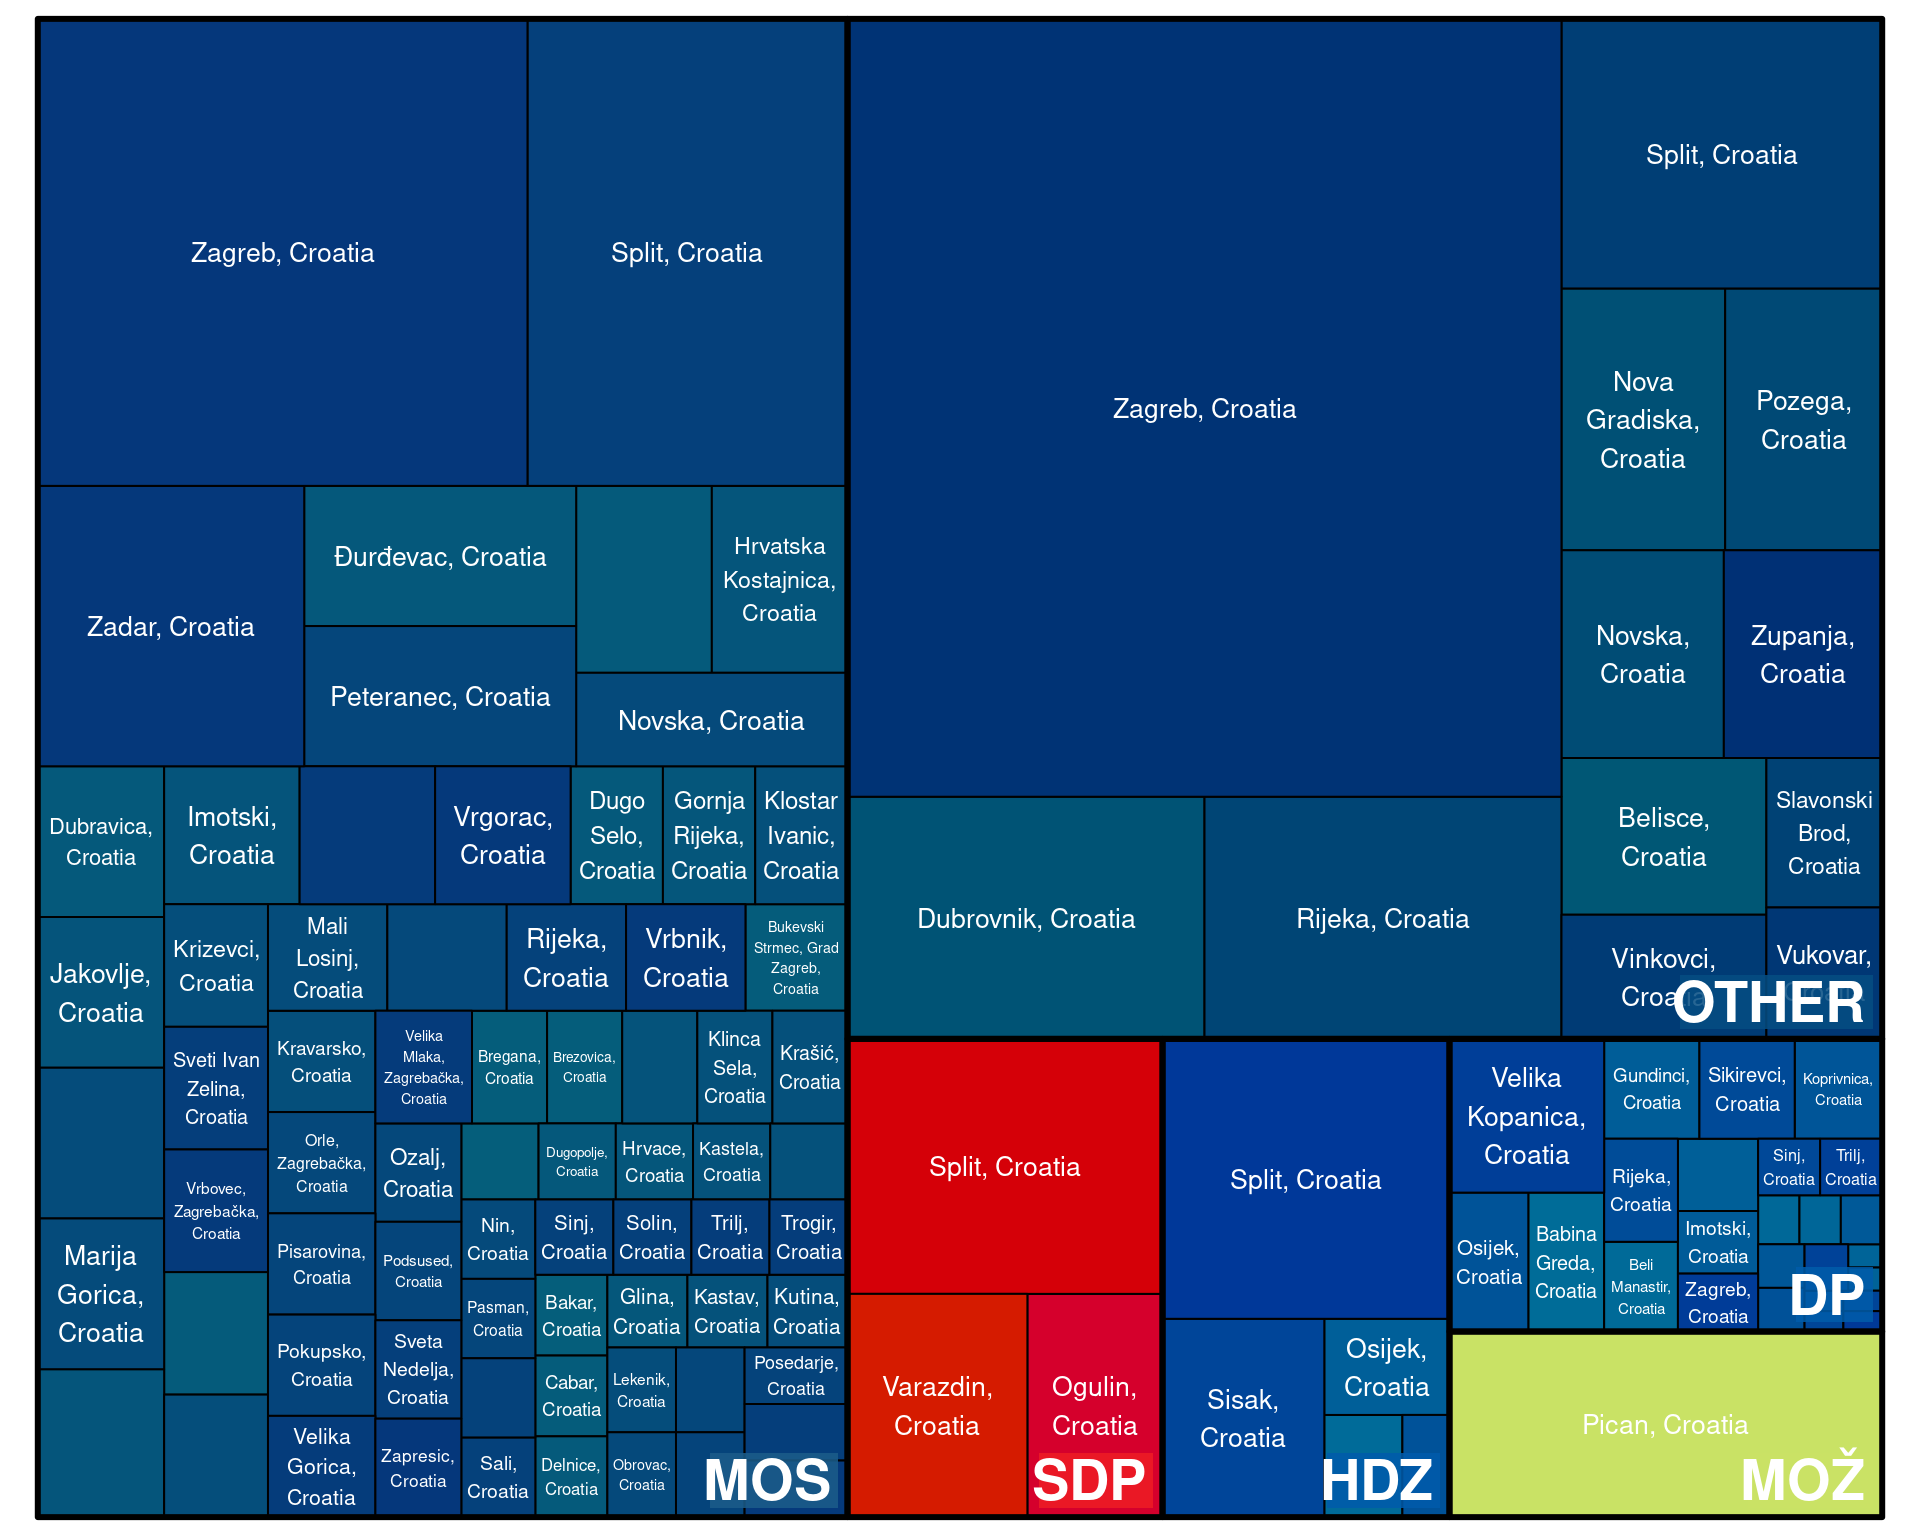 Zagreb, Croatia
Split, Croatia
Zadar, Croatia
Đurđevac, Croatia
Peteranec, Croatia
Hrvatska
Kostajnica,
Croatia
Novska, Croatia
Dubravica,
Croatia
Imotski,
Croatia
Vrgorac,
Croatia
Dugo
Selo,
Croatia
Gornja
Rijeka,
Croatia
Klostar
Ivanic,
Croatia
Jakovlje,
Croatia
Krizevci,
Croatia
Mali
Losinj,
Croatia
Rijeka,
Croatia
Vrbnik,
Croatia
Bukevski
Strmec, Grad
Zagreb,
Croatia
Sveti Ivan
Zelina,
Croatia
Kravarsko,
Croatia
Velika
Mlaka,
Zagrebačka,
Croatia
Bregana,
Croatia
Brezovica,
Croatia
Klinca
Sela,
Croatia
Krašić,
Croatia
Vrbovec,
Zagrebačka,
Croatia
Orle,
Zagrebačka,
Croatia
Ozalj,
Croatia
Dugopolje,
Croatia
Hrvace,
Croatia
Kastela,
Croatia
Marija
Gorica,
Croatia
Pisarovina,
Croatia
Podsused,
Croatia
Nin,
Croatia
Sinj,
Croatia
Solin,
Croatia
Trilj,
Croatia
Trogir,
Croatia
Pokupsko,
Croatia
Sveta
Nedelja,
Croatia
Pasman,
Croatia
Bakar,
Croatia
Glina,
Croatia
Kastav,
Croatia
Kutina,
Croatia
Cabar,
Croatia
Lekenik,
Croatia
Posedarje,
Croatia
Velika
Gorica,
Croatia
Zapresic,
Croatia
Sali,
Croatia
Delnice,
Croatia
Obrovac,
Croatia
MOS
Zagreb, Croatia
Split, Croatia
Nova
Gradiska,
Croatia
Pozega,
Croatia
Novska,
Croatia
Zupanja,
Croatia
Dubrovnik, Croatia
Rijeka, Croatia
Belisce,
Croatia
Slavonski
Brod,
Croatia
Vinkovci,
Croatia
Vukovar,
Croatia
OTHER
Split, Croatia
Varazdin,
Croatia
Ogulin,
Croatia
SDP
Split, Croatia
Sisak,
Croatia
Osijek,
Croatia
HDZ
Velika
Kopanica,
Croatia
Gundinci,
Croatia
Sikirevci,
Croatia
Koprivnica,
Croatia
Osijek,
Croatia
Babina
Greda,
Croatia
Rijeka,
Croatia
Sinj,
Croatia
Trilj,
Croatia
Imotski,
Croatia
Beli
Manastir,
Croatia
Zagreb,
Croatia
DP
Pican, Croatia
MOŽ